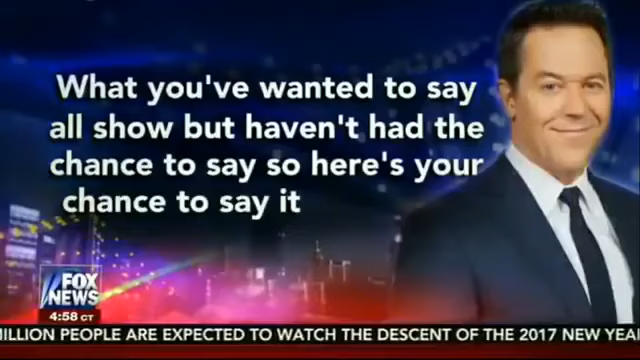 What you've wanted to say
all show but haven't had the
chance to say so here's your
chance to say it
FOX
NEWS
4:58 CT
MILLION PEOPLE ARE EXPECTED TO WATCH THE DESCENT OF THE 2017 NEW YEA